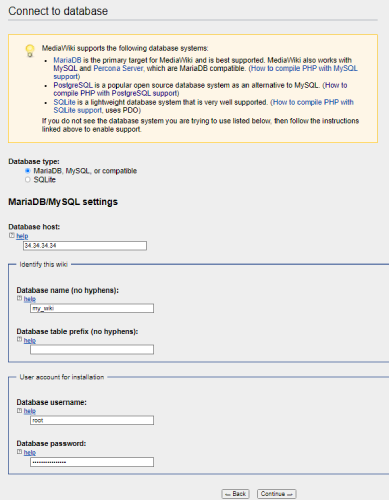 Connect to database
MediaWiki supports the following database systems:
• MariaDB is the primary target for MediaWiki and is best supported. MediaWiki also works with
MySQL and Percona Server, which are MariaDB compatible. (How to compile PHP with MySQL
support)
• PostgreSQL is a popular open source database system as an alternative to MySQL. (How to
compile PHP with PostgreSQL support)
• SQLite is a lightweight database system that is very well supported. (How to compile PHP with
SQLite support, uses PDO)
If you do not see the database system you are trying to use listed below, then follow the instructions
linked above to enable support.
Database type:
MariaDB, MySQL, or compatible
SQLite
MariaDB/MySQL settings
Database host:
help
34.34.34.34
Identify this wiki
Database name (no hyphens):
help
my_wiki
Database table prefix (no hyphens):
help
User account for installation
Database username:
help
root
Database password:
help
•••••••••••••••
← Back
Continue →